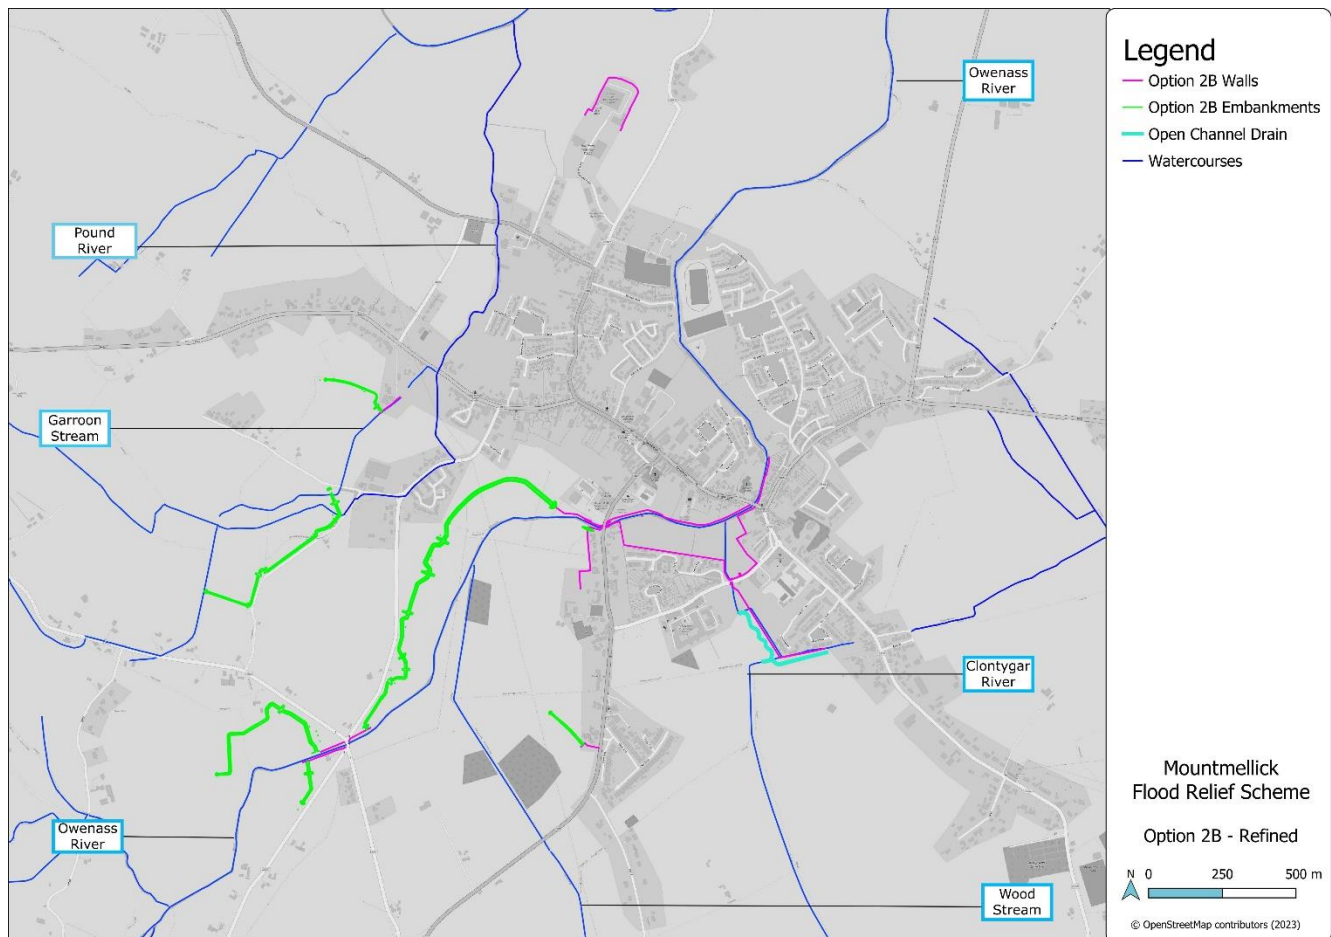 Owenass
River
Pound
River
Garroon
Stream
Clontygar
River
Owenass
River
Wood
Stream
Legend
Option 2B Walls
Option 2B Embankments
Open Channel Drain
Watercourses
Mountmellick
Flood Relief Scheme
Option 2B - Refined
N 0 250 500 m
© OpenStreetMap contributors (2023)